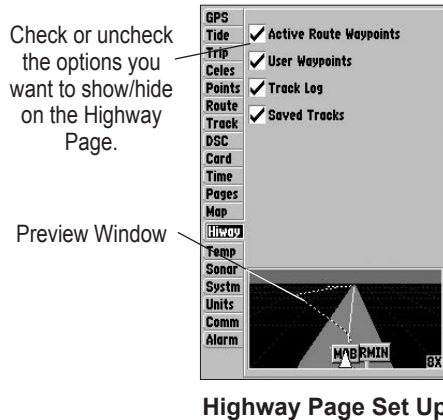 Check or uncheck
the options you
want to show/hide
on the Highway
Page.
Preview Window
GPS
Tide
Trip
Celes
Points
Route
Track
DSC
Card
Time
Pages
Map
Hiway
Temp
Sonar
Systm
Units
Comm
Alarm
Active Route Waypoints
User Waypoints
Track Log
Saved Tracks
MOB
RMIN
8X
Highway Page Set Up